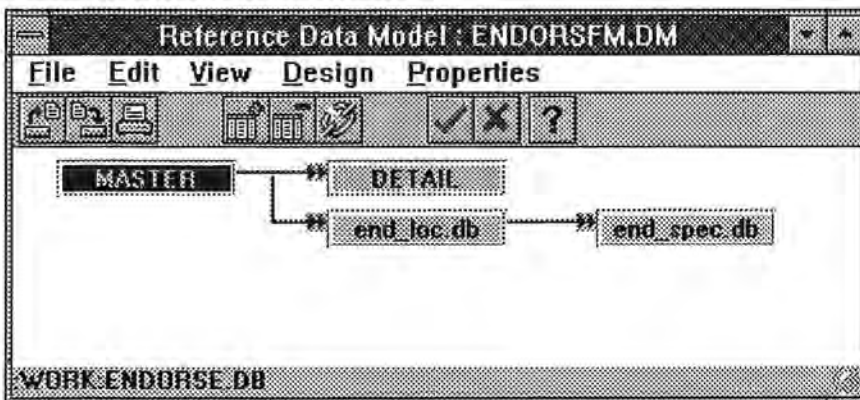 Reference Data Model : ENDORSFM.DM
File Edit View Design Properties
?
MASTER DETAIL
end_loc.db end_spec.db
:WORK:ENDORSE.DB